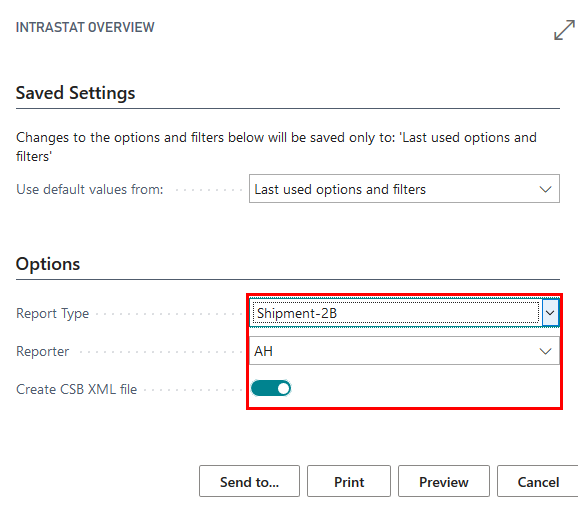 INTRASTAT OVERVIEW
Saved Settings
Changes to the options and filters below will be saved only to: 'Last used options and
filters'
Use default values from: Last used options and filters
Options
Report Type Shipment-2B
Reporter AH
Create CSB XML file
Send to... Print Preview Cancel